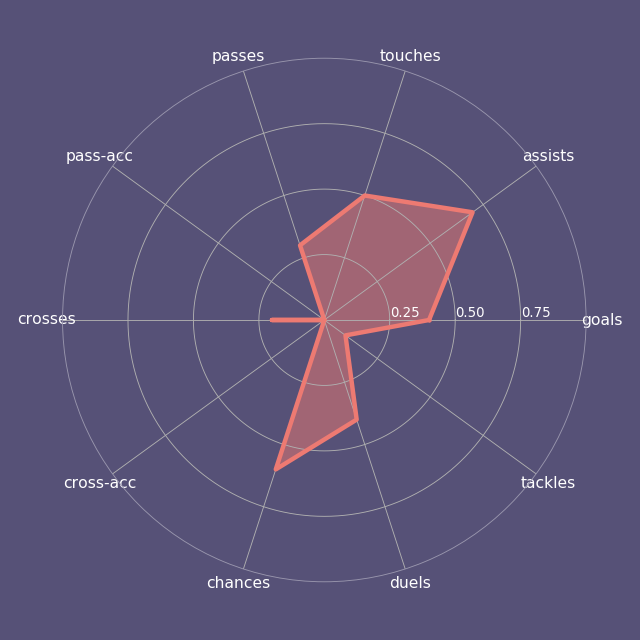 passes
touches
pass-acc
assists
crosses
0.25
0.50
0.75
goals
cross-acc
tackles
chances
duels